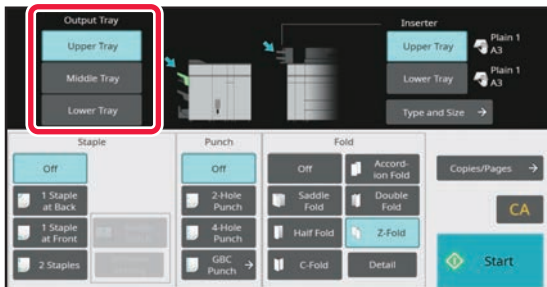 Output Tray
Upper Tray
Middle Tray
Lower Tray
Inserter
Upper Tray
Plain 1
A3
Lower Tray
Plain 1
A3
Type and Size
Staple
Off
1 Staple
at Back
1 Staple
at Front
2 Staples
Punch
Off
2-Hole
Punch
4-Hole
Punch
GBC
Punch
Fold
Off
Accord-
ion Fold
Saddle
Fold
Double
Fold
Half Fold
Z-Fold
C-Fold
Detail
Copies/Pages
CA
Start